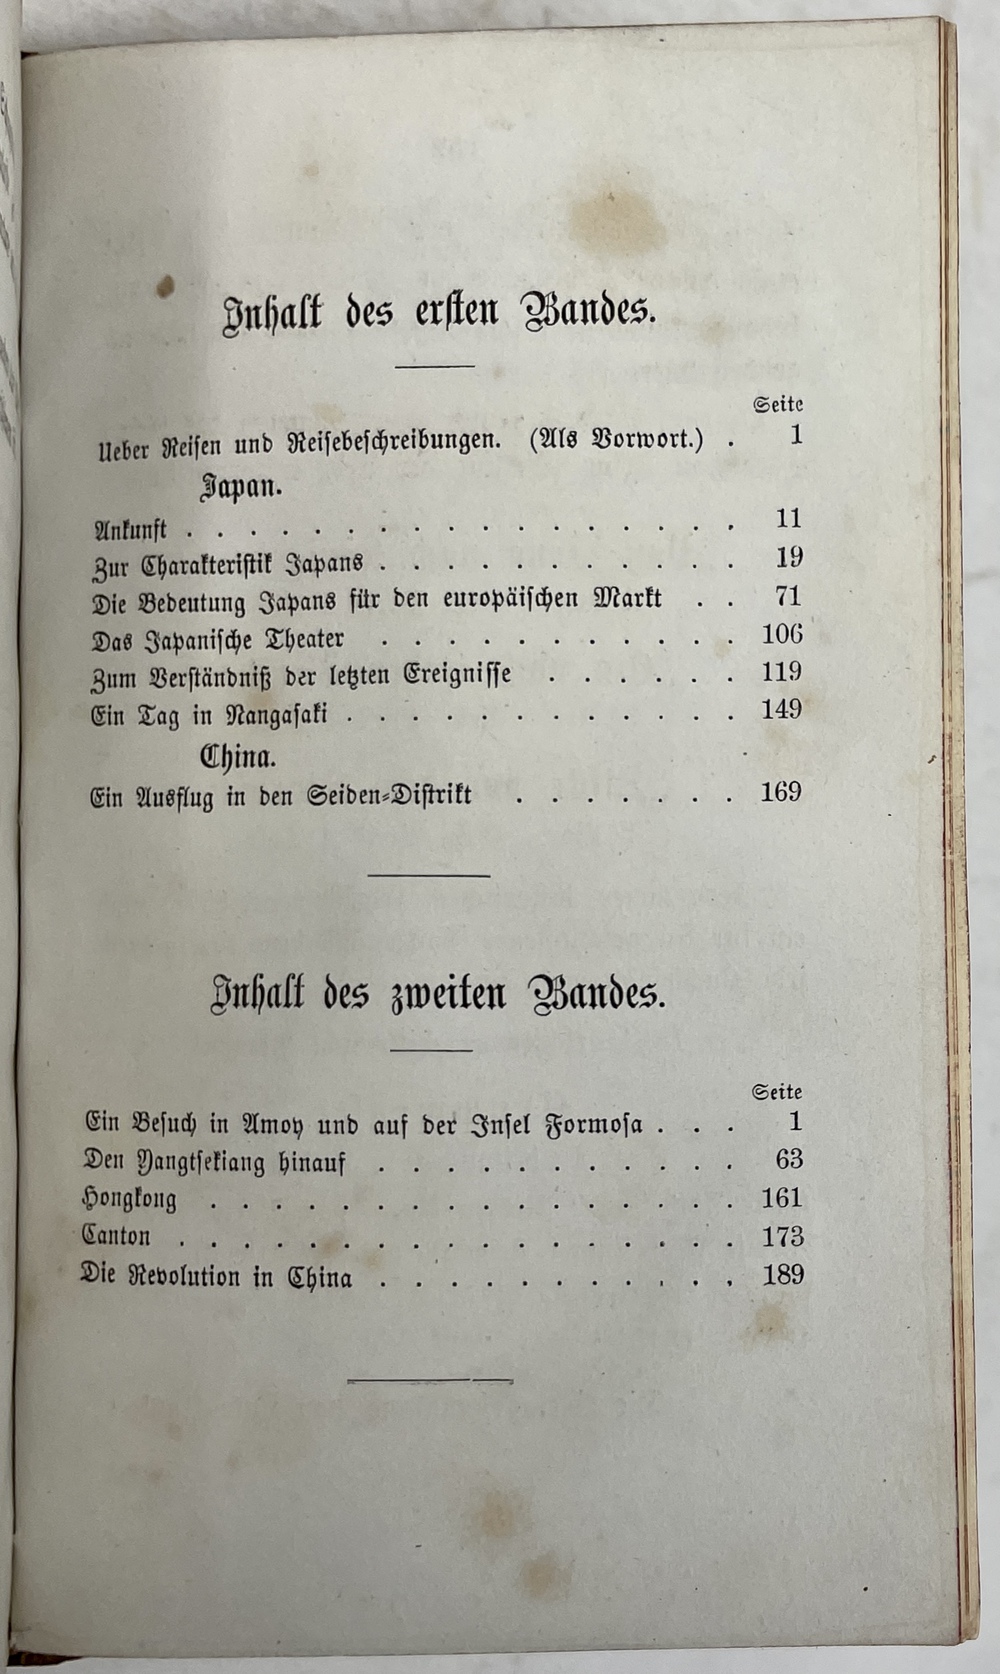 Inhalt des ersten Bandes.
Seite
Ueber Reisen und Reisebeschreibungen. (Als Vorwort.) . 1
Japan.
Ankunft . . . . . . . . . . . . . . . . . . 11
Zur Charakteristik Japans . . . . . . . . . . . 19
Die Bedeutung Japans für den europäischen Markt . . 71
Das Japanische Theater . . . . . . . . . . . 106
Zum Verständniß der letzten Ereignisse . . . . . . 119
Ein Tag in Nangasaki . . . . . . . . . . . . 149
China.
Ein Ausflug in den Seiden-Distrikt . . . . . . . 169
Inhalt des zweiten Bandes.
Seite
Ein Besuch in Amoy und auf der Insel Formosa . . . 1
Den Yangtsekiang hinauf . . . . . . . . . . . 63
Hongkong . . . . . . . . . . . . . . . . 161
Canton . . . . . . . . . . . . . . . . . 173
Die Revolution in China . . . . . . . . . . . 189